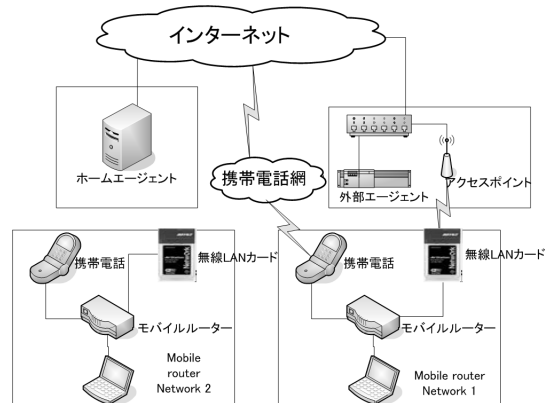 インターネット
ホームエージェント
携帯電話網
外部エージェント
アクセスポイント
携帯電話
無線LANカード
モバイルルーター
Mobile
router
Network 2
携帯電話
無線LANカード
モバイルルーター
Mobile router
Network 1